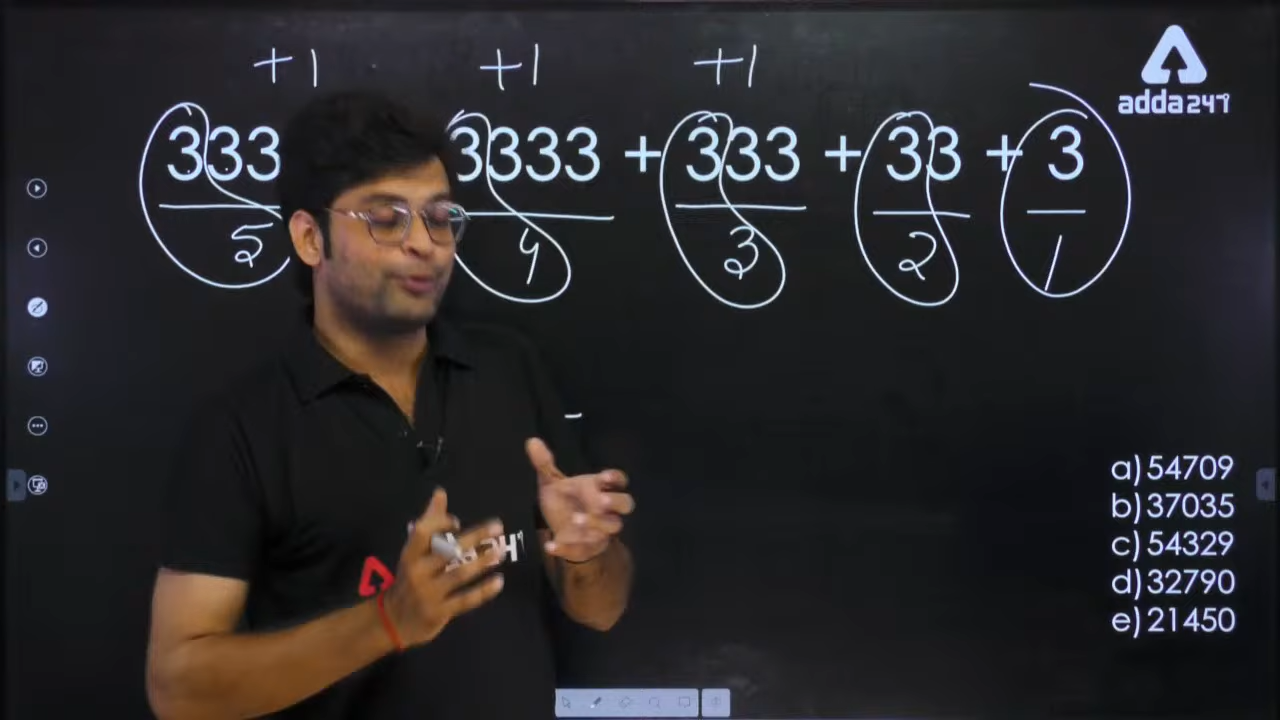 +1 +1 +1
adda247
333 3333 + 333 + 33 + 3
5 4 3 2 1
a) 54709
b) 37035
c) 54329
d) 32790
e) 21450